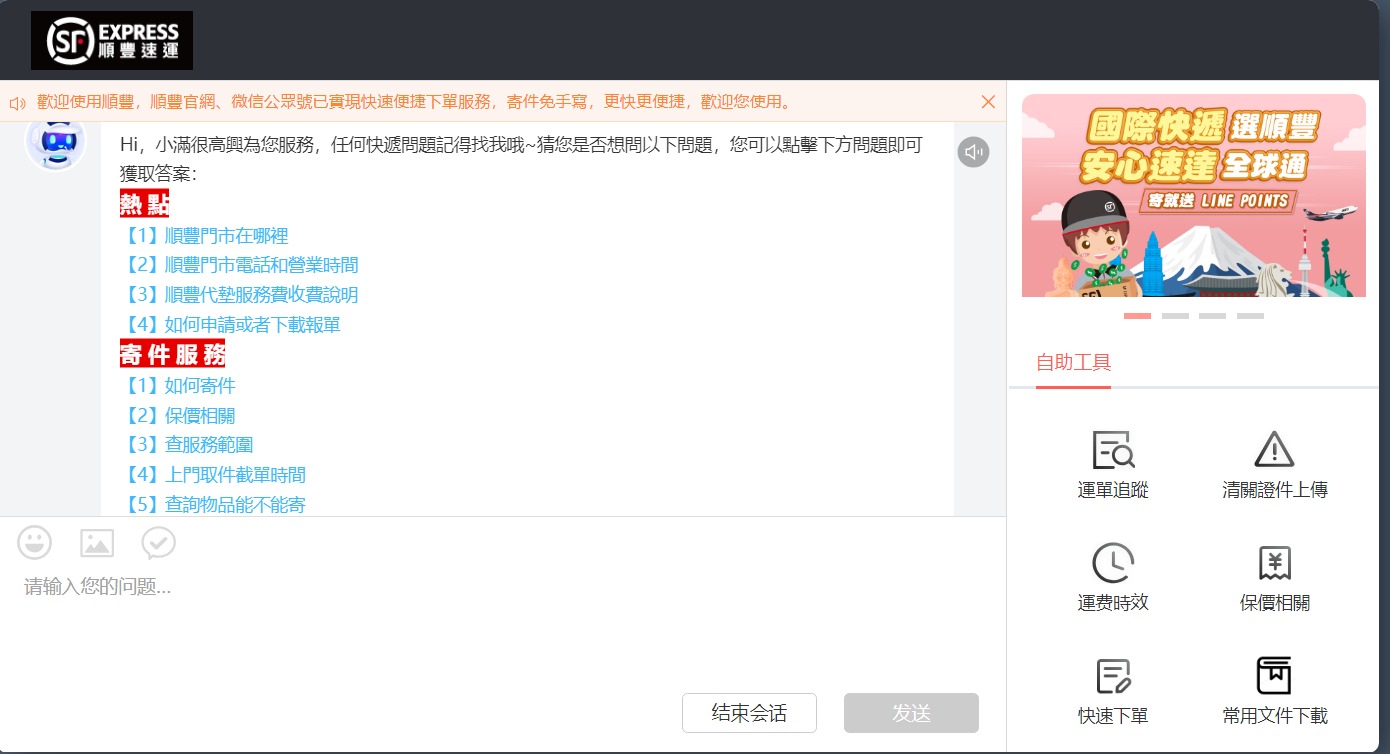 SF EXPRESS
順豐速運
歡迎使用順豐，順豐官網、微信公眾號已實現快速便捷下單服務，寄件免手寫，更快更便捷，歡迎您使用。
Hi，小滿很高興為您服務，任何快遞問題記得找我哦~猜您是否想問以下問題，您可以點擊下方問題即可
獲取答案：
熱點
【1】順豐門市在哪裡
【2】順豐門市電話和營業時間
【3】順豐代墊服務費收費說明
【4】如何申請或者下載報單
寄件服務
【1】如何寄件
【2】保價相關
【3】查服務範圍
【4】上門取件截單時間
【5】查詢物品能不能寄
请输入您的问题...
结束会话
发送
國際快遞 選順豐
安心速達 全球通
寄就送 LINE POINTS
自助工具
運單追蹤
清關證件上傳
運费時效
保價相關
快速下單
常用文件下載